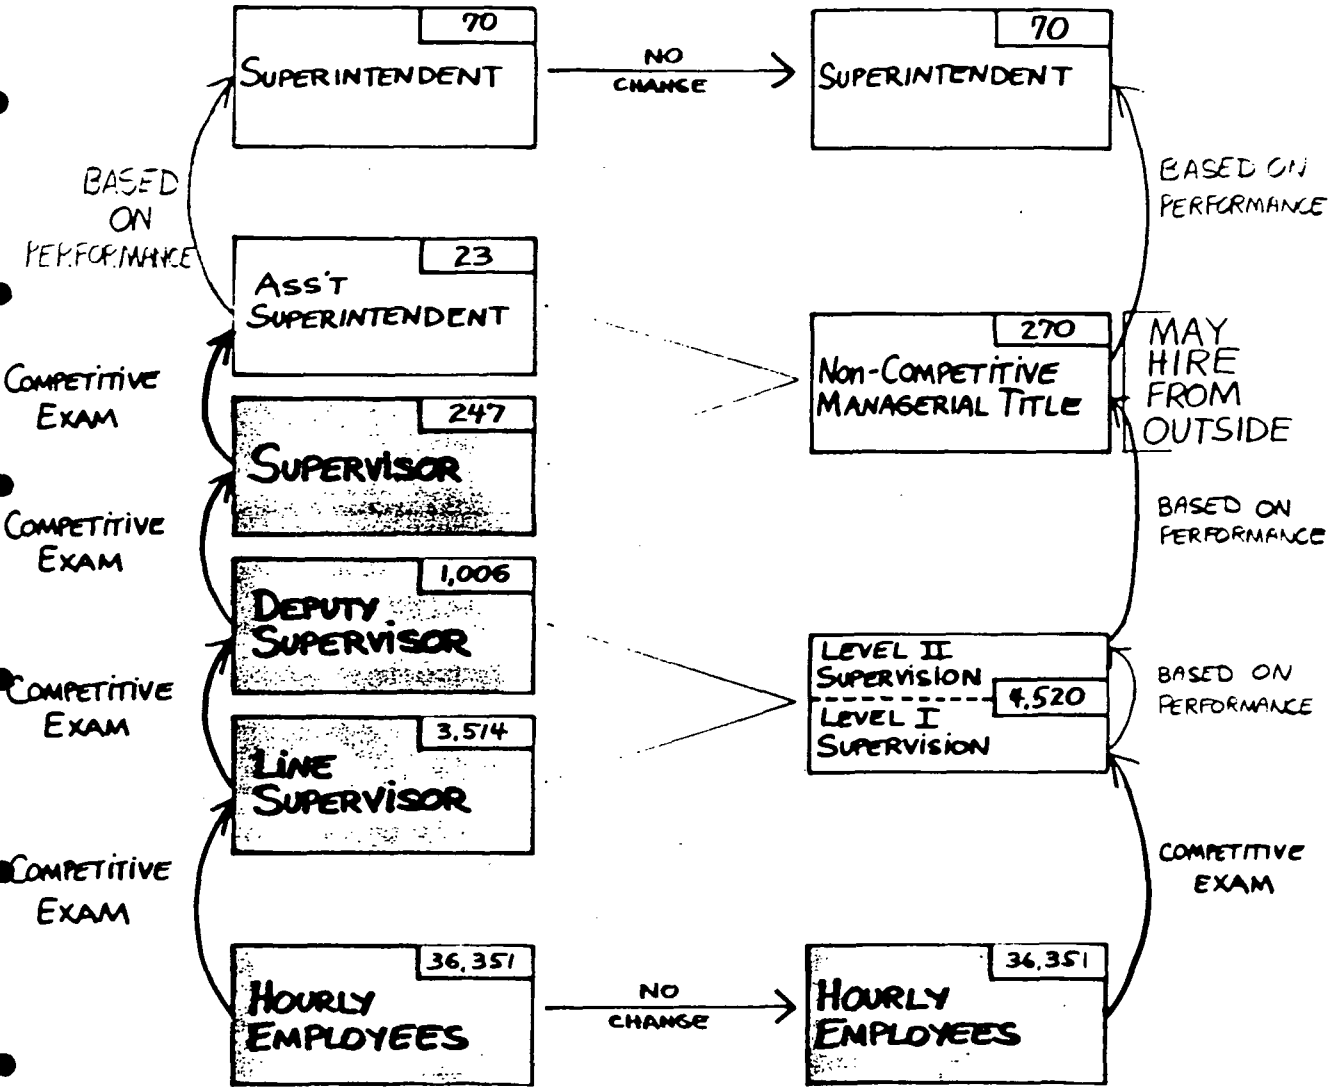 70
SUPERINTENDENT
NO
CHANGE
70
SUPERINTENDENT
BASED
ON
PERFORMANCE
BASED ON
PERFORMANCE
23
ASS'T
SUPERINTENDENT
270
NON-COMPETITIVE
MANAGERIAL TITLE
MAY
HIRE
FROM
OUTSIDE
COMPETITIVE
EXAM
247
SUPERVISOR
COMPETITIVE
EXAM
BASED ON
PERFORMANCE
1,006
DEPUTY
SUPERVISOR
LEVEL II
SUPERVISION
4,520
LEVEL I
SUPERVISION
BASED ON
PERFORMANCE
COMPETITIVE
EXAM
3,514
LINE
SUPERVISOR
COMPETITIVE
EXAM
COMPETITIVE
EXAM
36,351
HOURLY
EMPLOYEES
NO
CHANGE
36,351
HOURLY
EMPLOYEES